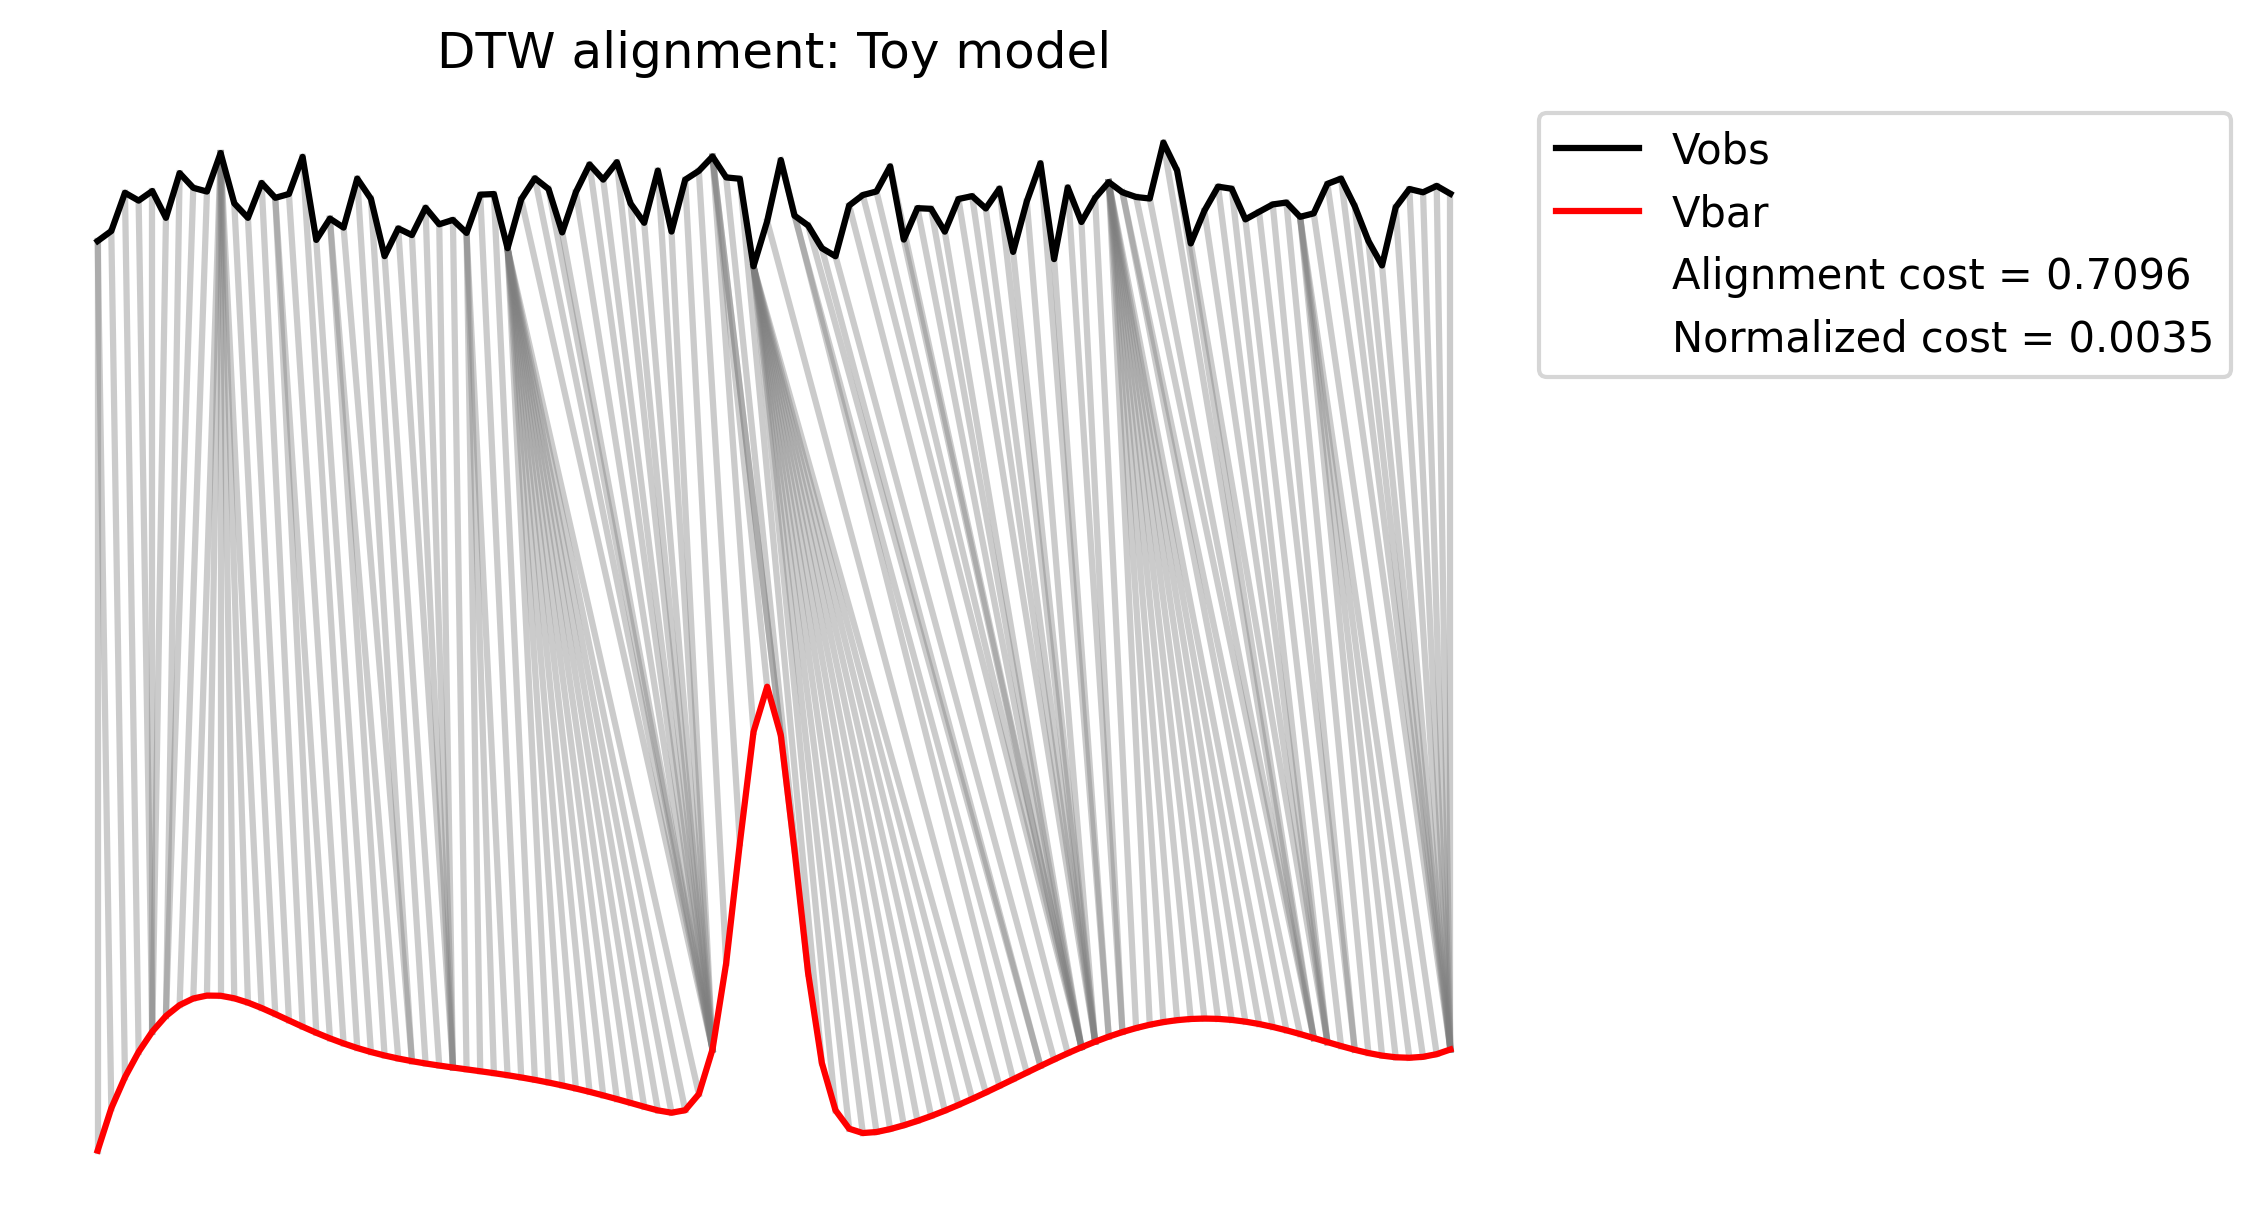 DTW alignment: Toy model
Vobs
Vbar
Alignment cost = 0.7096
Normalized cost = 0.0035